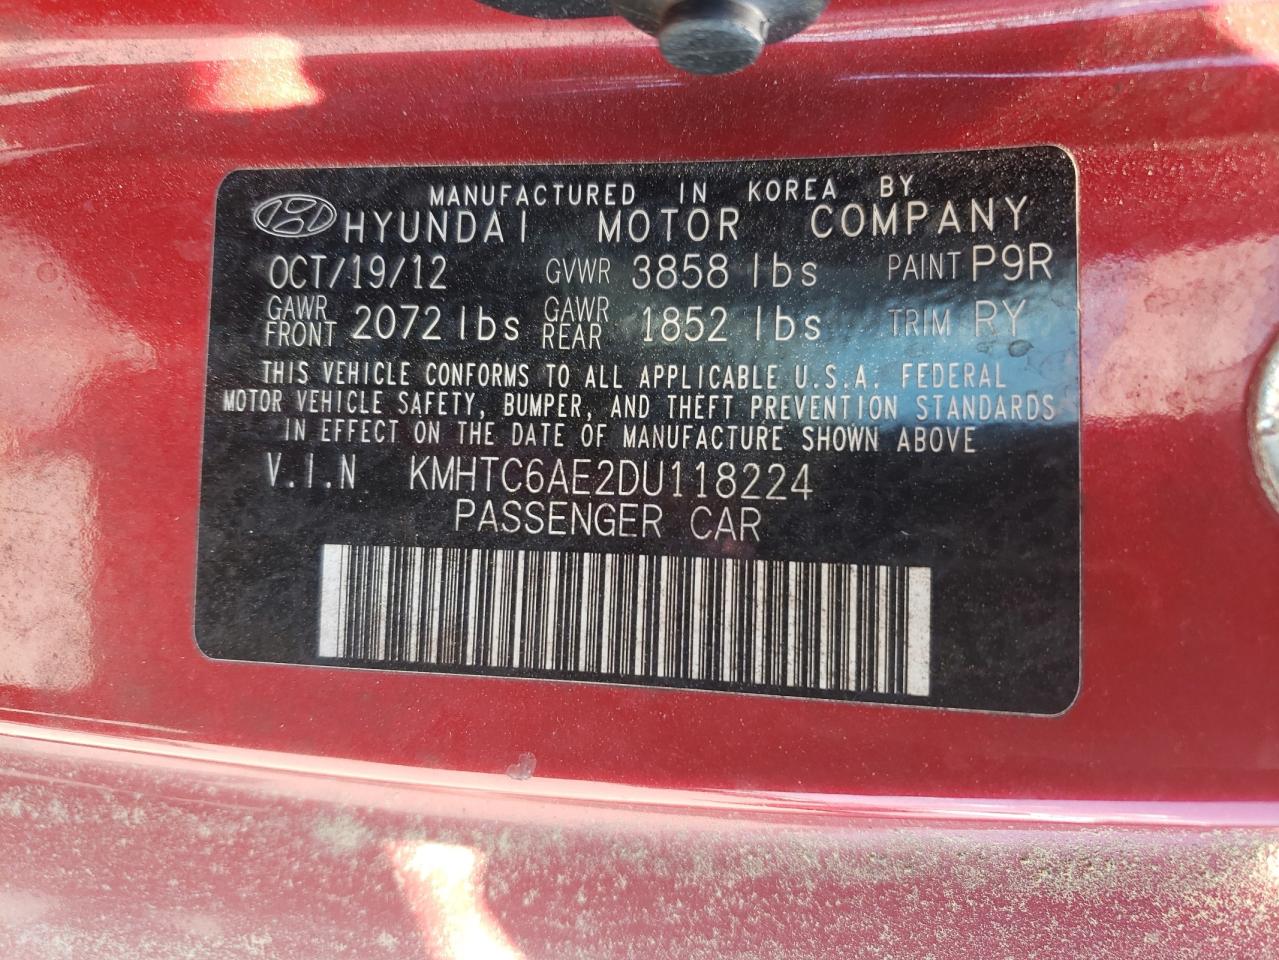 MANUFACTURED IN KOREA BY
HYUNDAI MOTOR COMPANY
OCT/19/12 GVWR 3858 lbs PAINT P9R
GAWR FRONT 2072 lbs GAWR REAR 1852 lbs TRIM RY
THIS VEHICLE CONFORMS TO ALL APPLICABLE U.S.A. FEDERAL
MOTOR VEHICLE SAFETY, BUMPER, AND THEFT PREVENTION STANDARDS
IN EFFECT ON THE DATE OF MANUFACTURE SHOWN ABOVE
V.I.N KMHTC6AE2DU118224
PASSENGER CAR